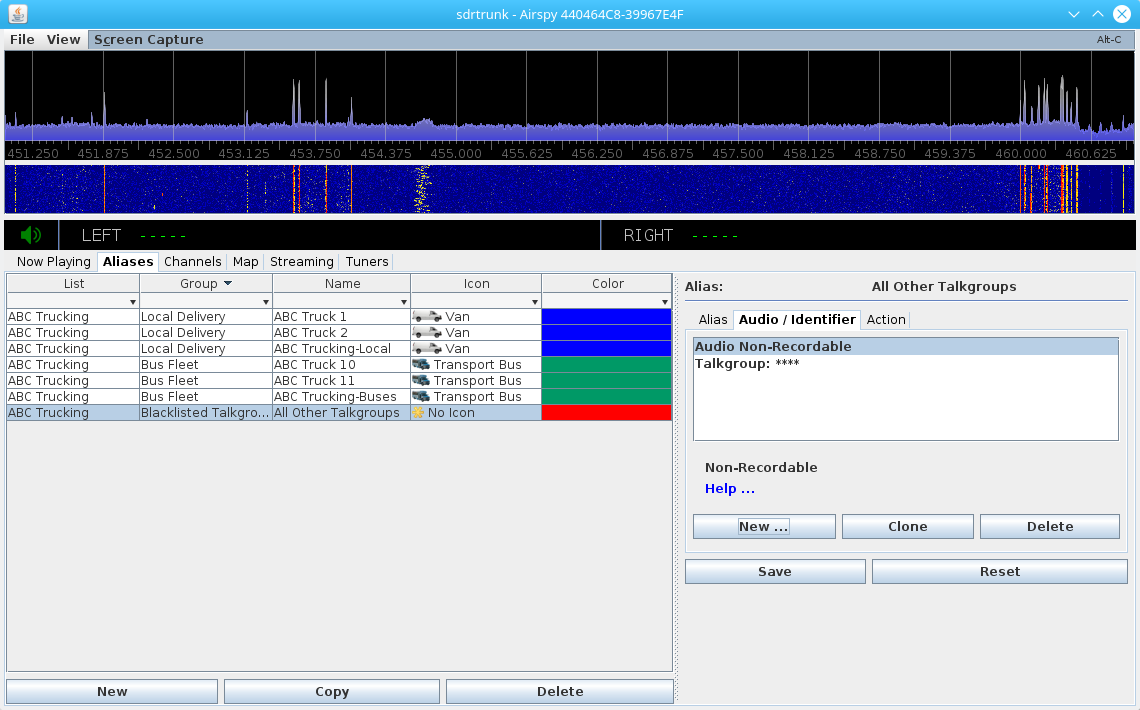 sdrtrunk - Airspy 440464C8-39967E4F
File View Screen Capture Alt-C
451.250 451.875 452.500 453.125 453.750 454.375 455.000 455.625 456.250 456.875 457.500 458.125 458.750 459.375 460.000 460.625
LEFT ----- RIGHT -----
Now Playing Aliases Channels Map Streaming Tuners
List Group Name Icon Color
ABC Trucking Local Delivery ABC Truck 1 Van
ABC Trucking Local Delivery ABC Truck 2 Van
ABC Trucking Local Delivery ABC Trucking-Local Van
ABC Trucking Bus Fleet ABC Truck 10 Transport Bus
ABC Trucking Bus Fleet ABC Truck 11 Transport Bus
ABC Trucking Bus Fleet ABC Trucking-Buses Transport Bus
ABC Trucking Blacklisted Talkgro... All Other Talkgroups No Icon
New Copy Delete
Alias: All Other Talkgroups
Alias Audio / Identifier Action
Audio Non-Recordable
Talkgroup: ****
Non-Recordable
Help ...
New ... Clone Delete
Save Reset